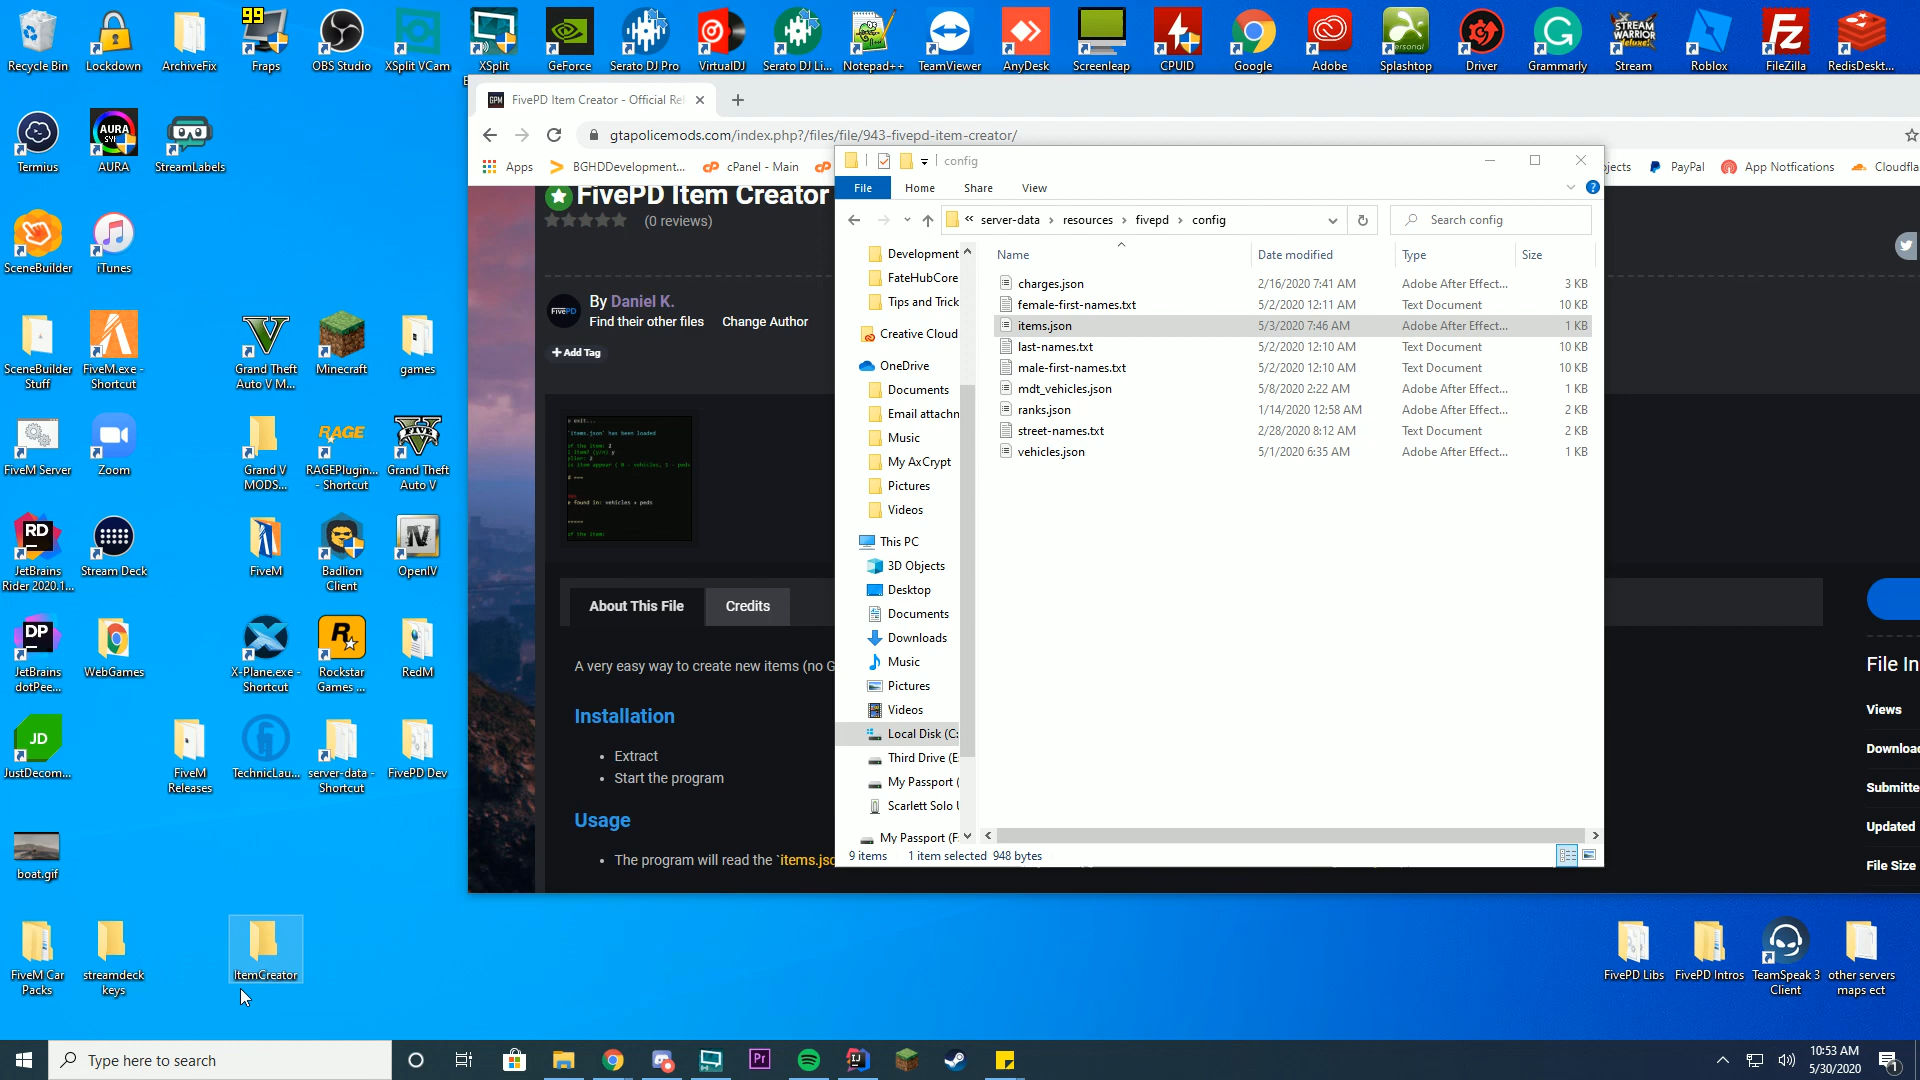 99
Recycle Bin
Lockdown
ArchiveFix
Fraps
OBS Studio
XSplit VCam
XSplit
GeForce
Serato DJ Pro
VirtualDJ
Serato DJ Li...
Notepad++
TeamViewer
AnyDesk
Screenleap
CPUID
Google
Adobe
Splashtop
Driver
Grammarly
Stream
Roblox
FileZilla
RedisDeskt...
Termius
AURA
StreamLabels
SceneBuilder
iTunes
SceneBuilder
Stuff
FiveM.exe -
Shortcut
Grand Theft
Auto V M...
Minecraft
games
FiveM Server
Zoom
Grand V
MODS...
RAGEPlugin...
- Shortcut
Grand Theft
Auto V
JetBrains
Rider 2020.1...
Stream Deck
FiveM
Badlion
Client
OpenIV
JetBrains
dotPee...
WebGames
X-Plane.exe -
Shortcut
Rockstar
Games ...
RedM
JustDecom...
FiveM
Releases
TechnicLau...
server-data -
Shortcut
FivePD Dev
boat.gif
FiveM Car
Packs
streamdeck
keys
ItemCreator
GPM
FivePD Item Creator - Official Rel
gtapolicemods.com/index.php?/files/file/943-fivepd-item-creator/
Apps
BGHDDevelopment...
cPanel - Main
ojects
PayPal
App Notfications
Cloudfla
FivePD Item Creator
(0 reviews)
FivePD
By Daniel K.
Find their other files
Change Author
Add Tag
About This File
Credits
A very easy way to create new items (no G
Installation
Extract
Start the program
Usage
The program will read the `items.jso
File In
Views
Downloa
Submitte
Updated
File Size
config
File
Home
Share
View
« server-data › resources › fivepd › config
Search config
Development
FateHubCore
Tips and Trick
Creative Cloud
OneDrive
Documents
Email attachn
Music
My AxCrypt
Pictures
Videos
This PC
3D Objects
Desktop
Documents
Downloads
Music
Pictures
Videos
Local Disk (C:
Third Drive (E
My Passport (
Scarlett Solo U
My Passport (F
Name Date modified Type Size
charges.json 2/16/2020 7:41 AM Adobe After Effect... 3 KB
female-first-names.txt 5/2/2020 12:11 AM Text Document 10 KB
items.json 5/3/2020 7:46 AM Adobe After Effect... 1 KB
last-names.txt 5/2/2020 12:10 AM Text Document 10 KB
male-first-names.txt 5/2/2020 12:10 AM Text Document 10 KB
mdt_vehicles.json 5/8/2020 2:22 AM Adobe After Effect... 1 KB
ranks.json 1/14/2020 12:58 AM Adobe After Effect... 2 KB
street-names.txt 2/28/2020 8:12 AM Text Document 2 KB
vehicles.json 5/1/2020 6:35 AM Adobe After Effect... 1 KB
9 items
1 item selected 948 bytes
FivePD Libs
FivePD Intros
TeamSpeak 3
Client
other servers
maps ect
Type here to search
10:53 AM
5/30/2020
1